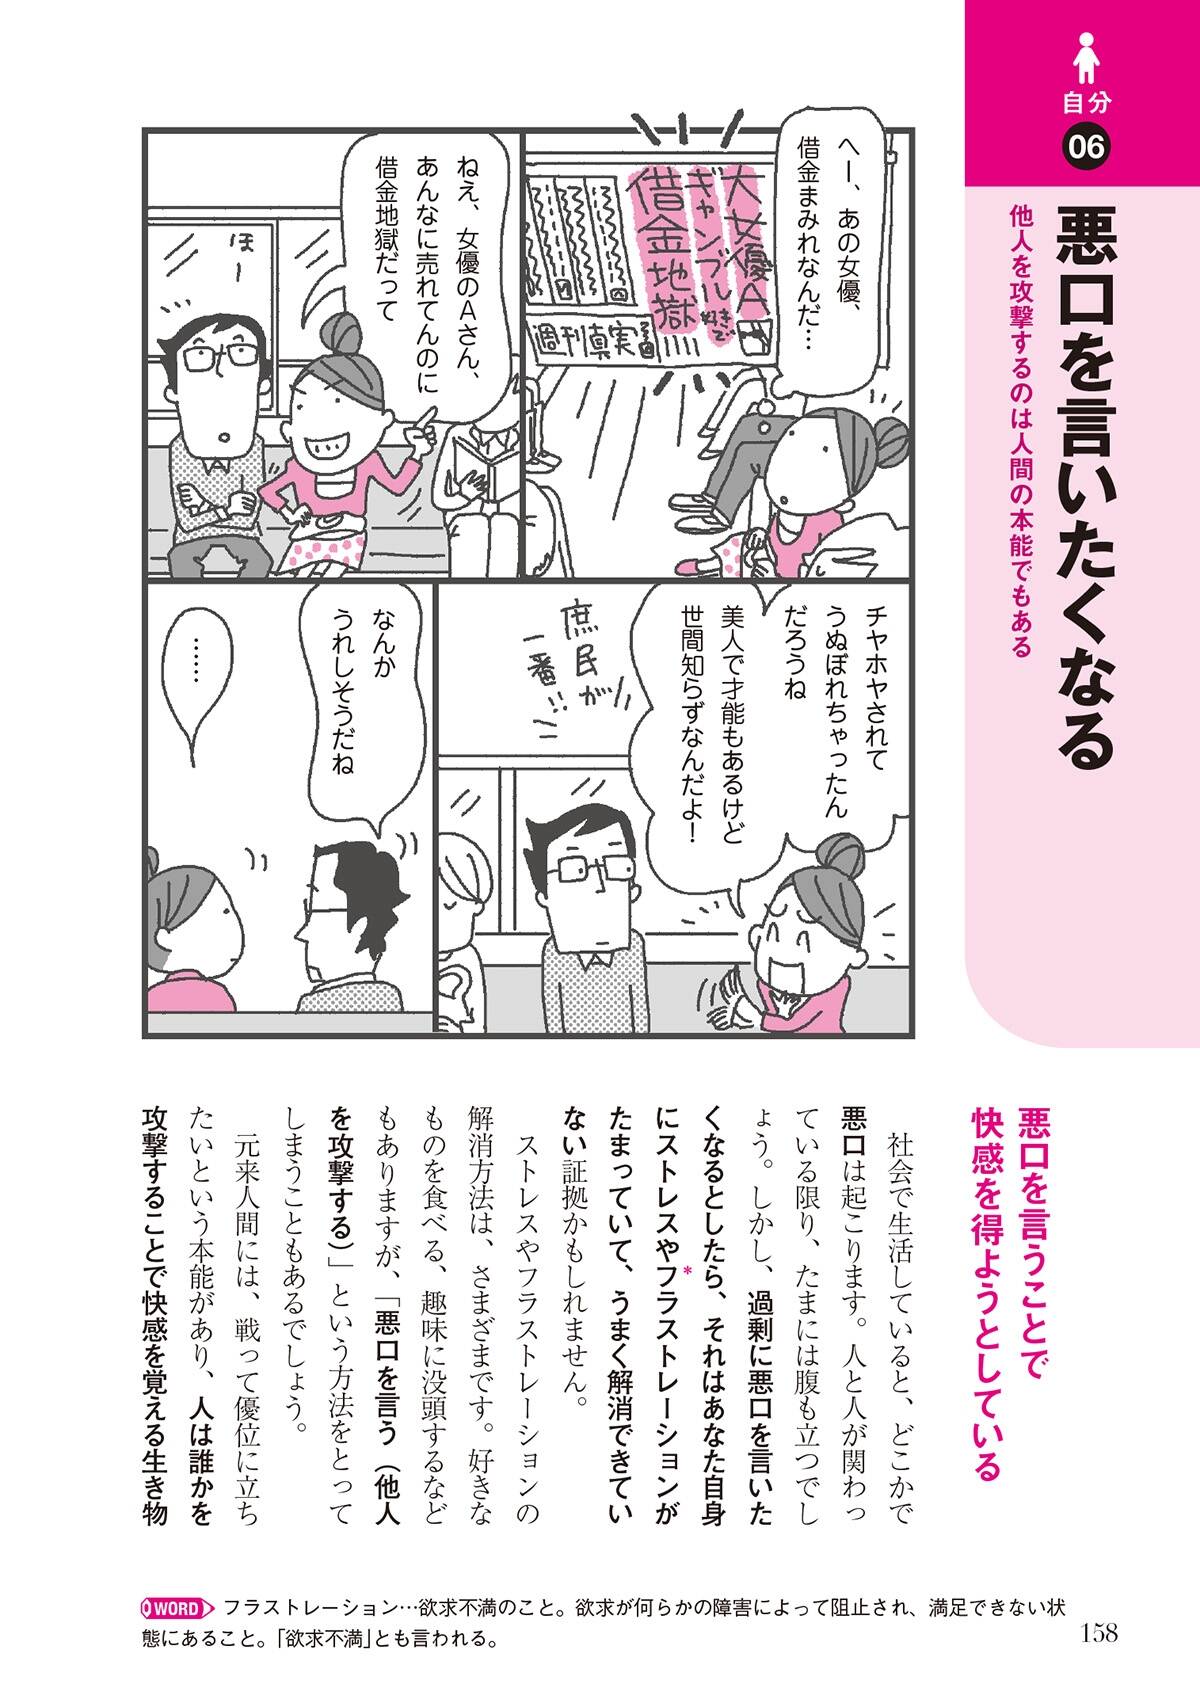 自分
06
悪口を言いたくなる
他人を攻撃するのは人間の本能でもある
へー、あの女優、
借金まみれなんだ…
大女優A
ギャンブル好きで
借金地獄
週刊真実
ねえ、女優のAさん、
あんなに売れてんのに
借金地獄だって
ほー
チヤホヤされて
うぬぼれちゃったん
だろうね
美人で才能もあるけど
世間知らずなんだよ！
庶民が
一番!!
なんか
うれしそうだね
……
悪口を言うことで
快感を得ようとしている
社会で生活していると、どこかで
悪口は起こります。人と人が関わっ
ている限り、たまには腹も立つでし
ょう。しかし、過剰に悪口を言いた
くなるとしたら、それはあなた自身
にストレスやフラストレーション*が
たまっていて、うまく解消できてい
ない証拠かもしれません。
ストレスやフラストレーションの
解消方法は、さまざまです。好きな
ものを食べる、趣味に没頭するなど
もありますが、「悪口を言う（他人
を攻撃する）」という方法をとって
しまうこともあるでしょう。
元来人間には、戦って優位に立ち
たいという本能があり、人は誰かを
攻撃することで快感を覚える生き物
WORD フラストレーション…欲求不満のこと。欲求が何らかの障害によって阻止され、満足できない状
態にあること。「欲求不満」とも言われる。
158